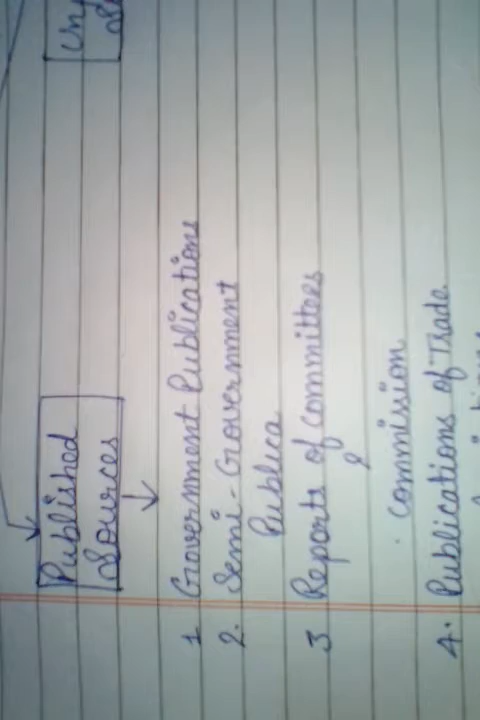 Published
Sources
1 Government Publications
2. Semi-Government
Publica
3 Reports of committees
&
commission
4. Publications of Trade